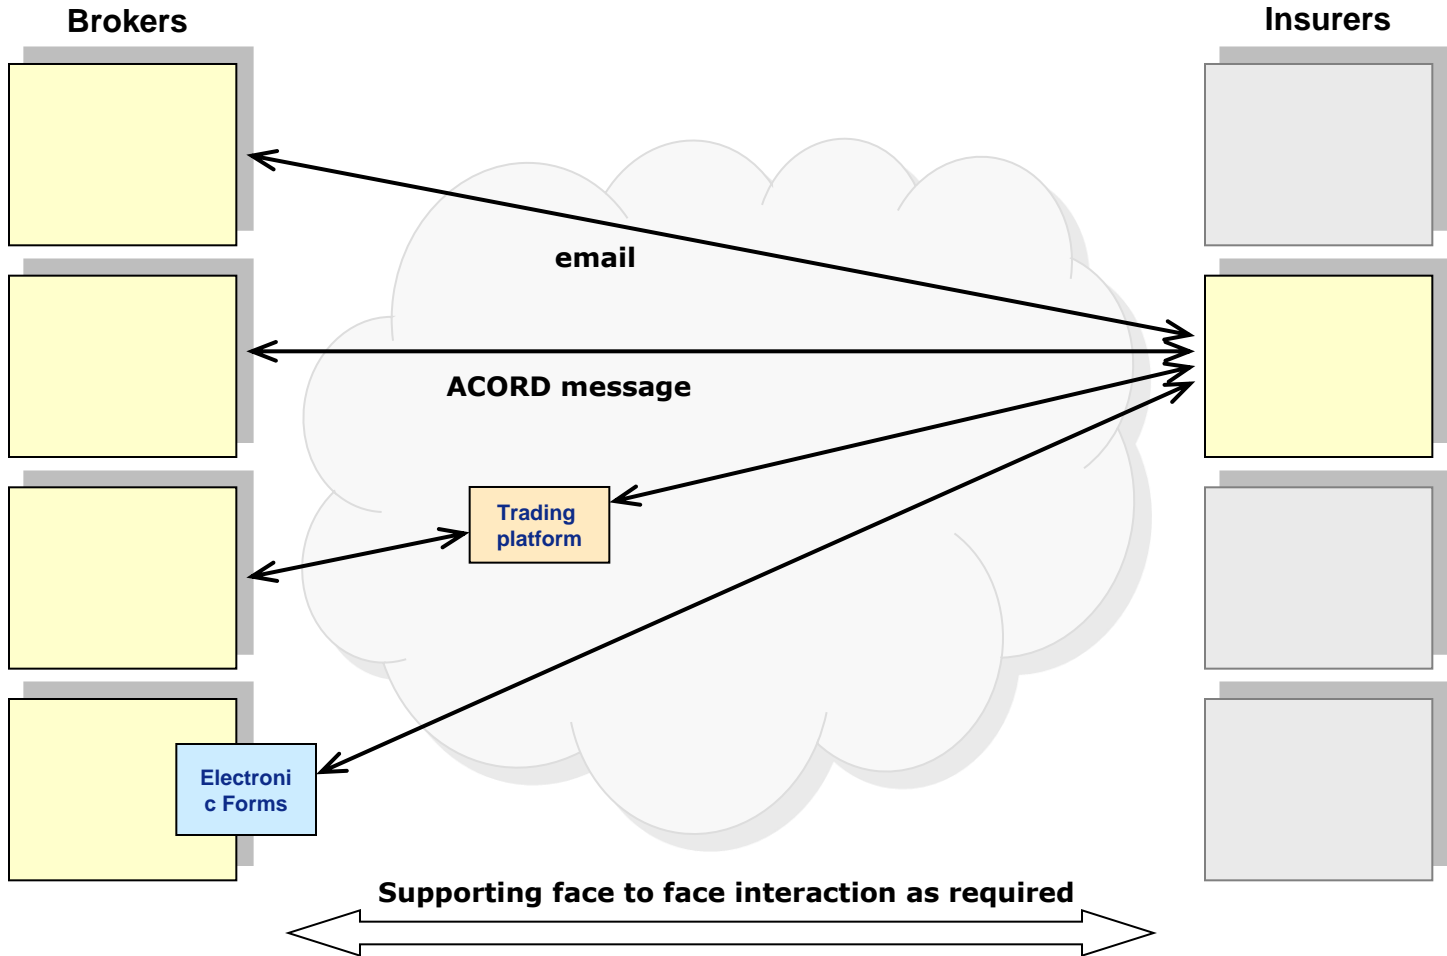 Brokers
Insurers
email
ACORD message
Trading
platform
Electroni
c Forms
Supporting face to face interaction as required